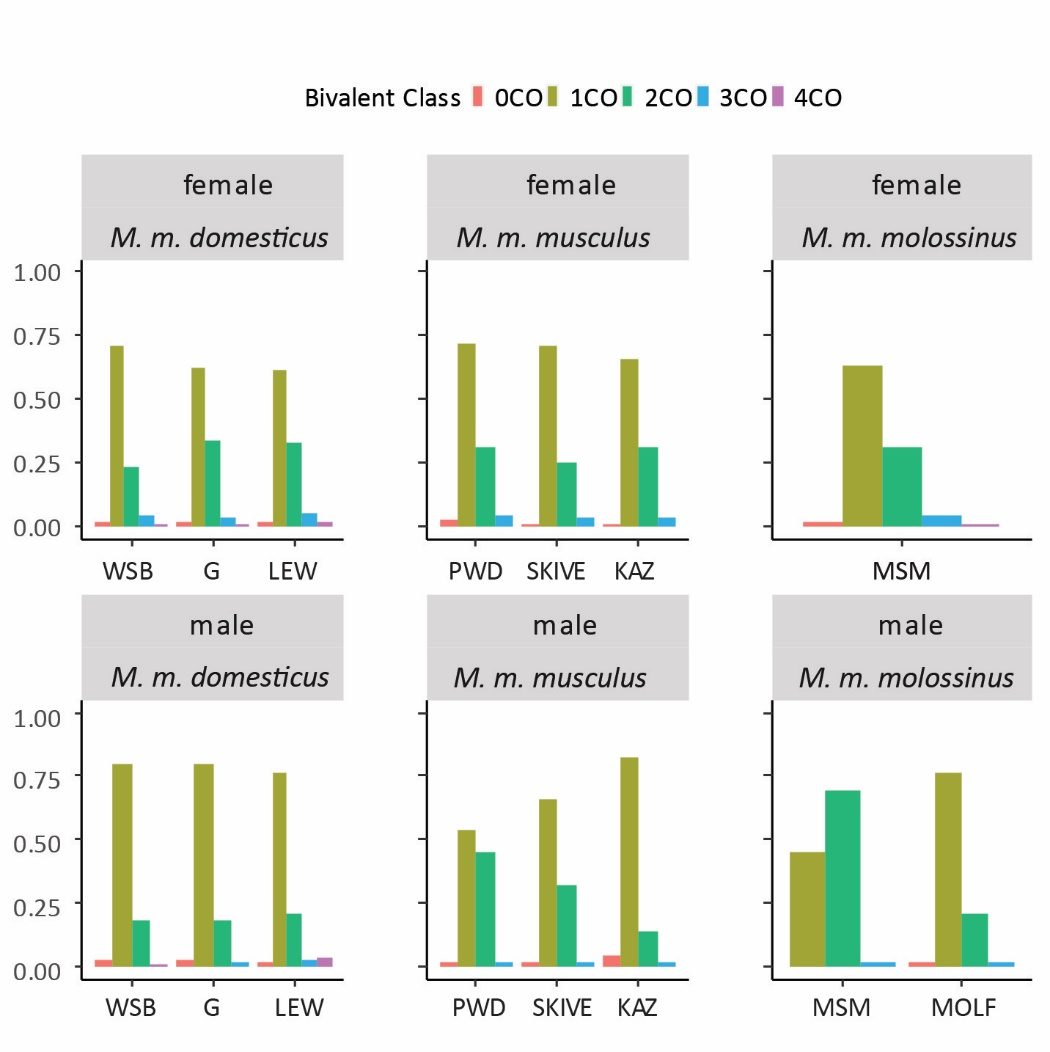 Bivalent Class 0CO 1CO 2CO 3CO 4CO
female female female
M. m. domesticus M. m. musculus M. m. molossinus
1.00
0.75
0.50
0.25
0.00
WSB G LEW PWD SKIVE KAZ MSM
male male male
M. m. domesticus M. m. musculus M. m. molossinus
1.00
0.75
0.50
0.25
0.00
WSB G LEW PWD SKIVE KAZ MSM MOLF